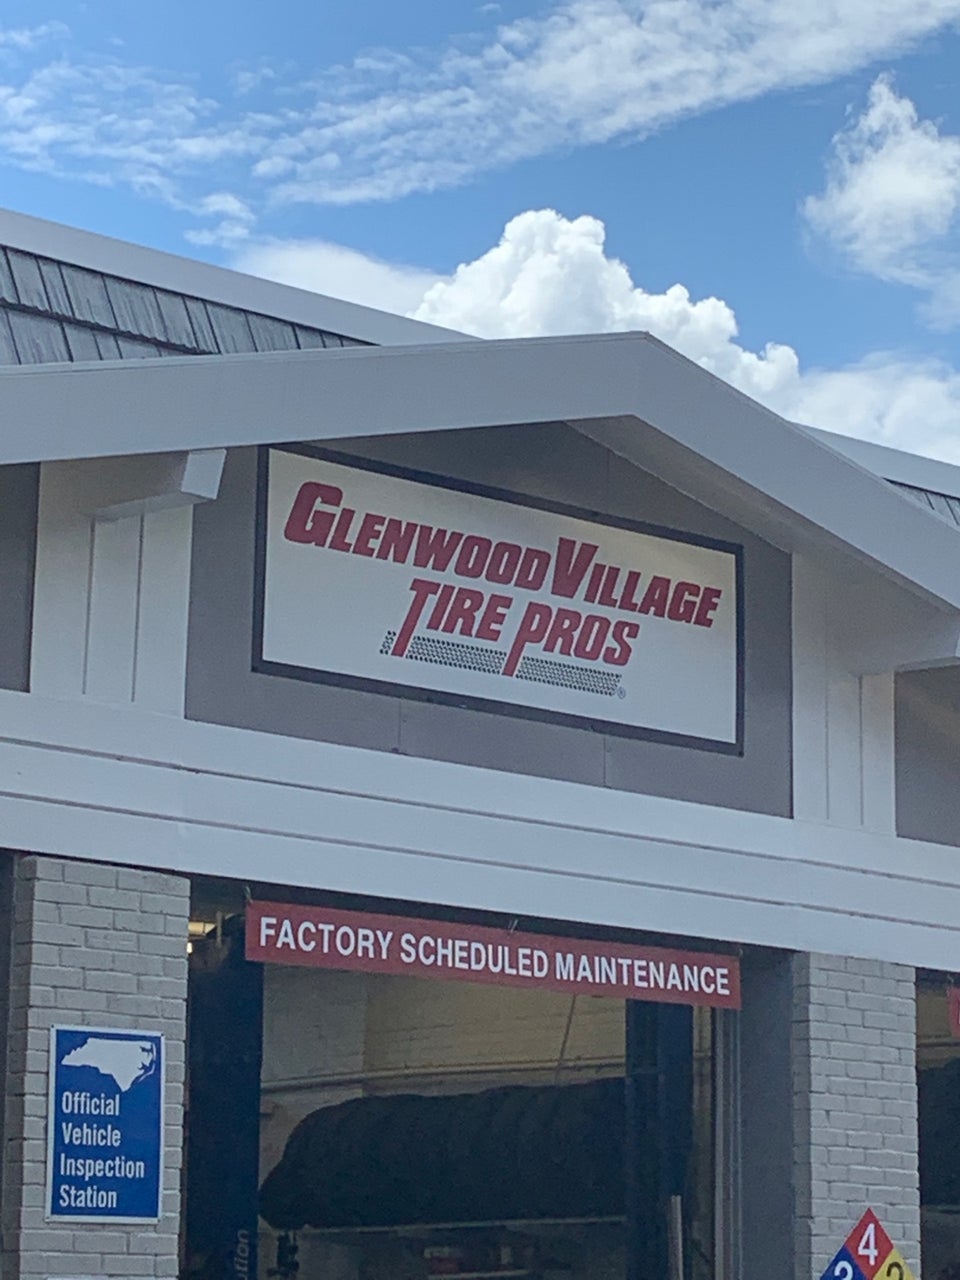 GLENWOOD VILLAGE
TIRE PROS
®
FACTORY SCHEDULED MAINTENANCE
Official
Vehicle
Inspection
Station
4